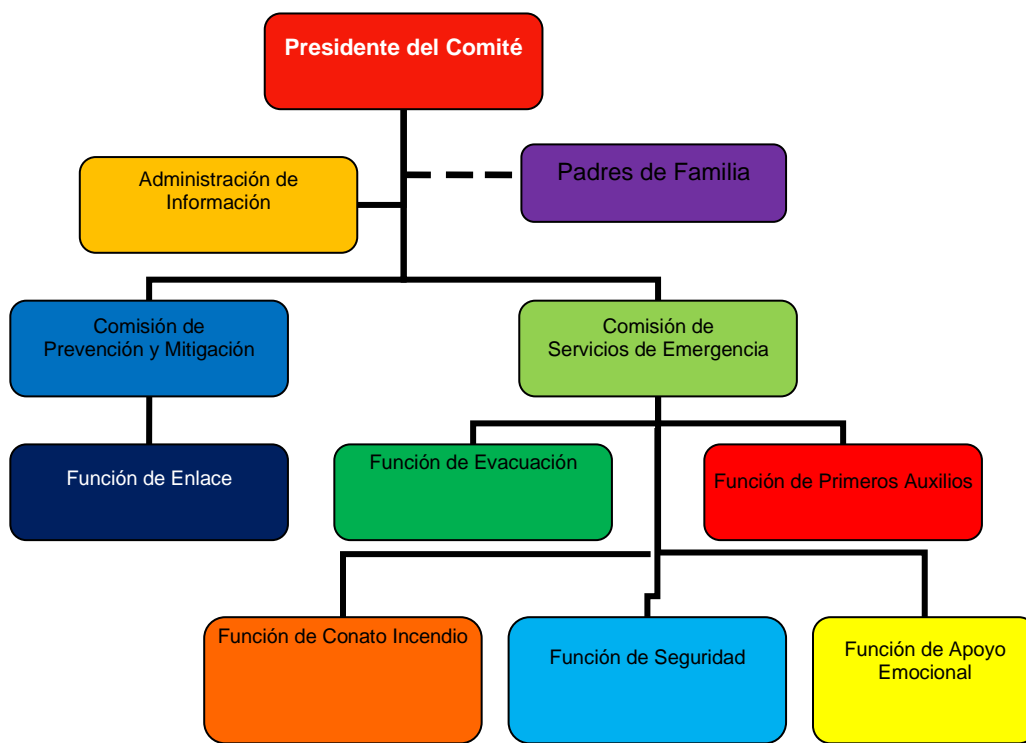 Presidente del Comité
Padres de Familia
Administración de
Información
Comisión de
Prevención y Mitigación
Comisión de
Servicios de Emergencia
Función de Enlace
Función de Evacuación
Función de Primeros Auxilios
Función de Conato Incendio
Función de Seguridad
Función de Apoyo
Emocional